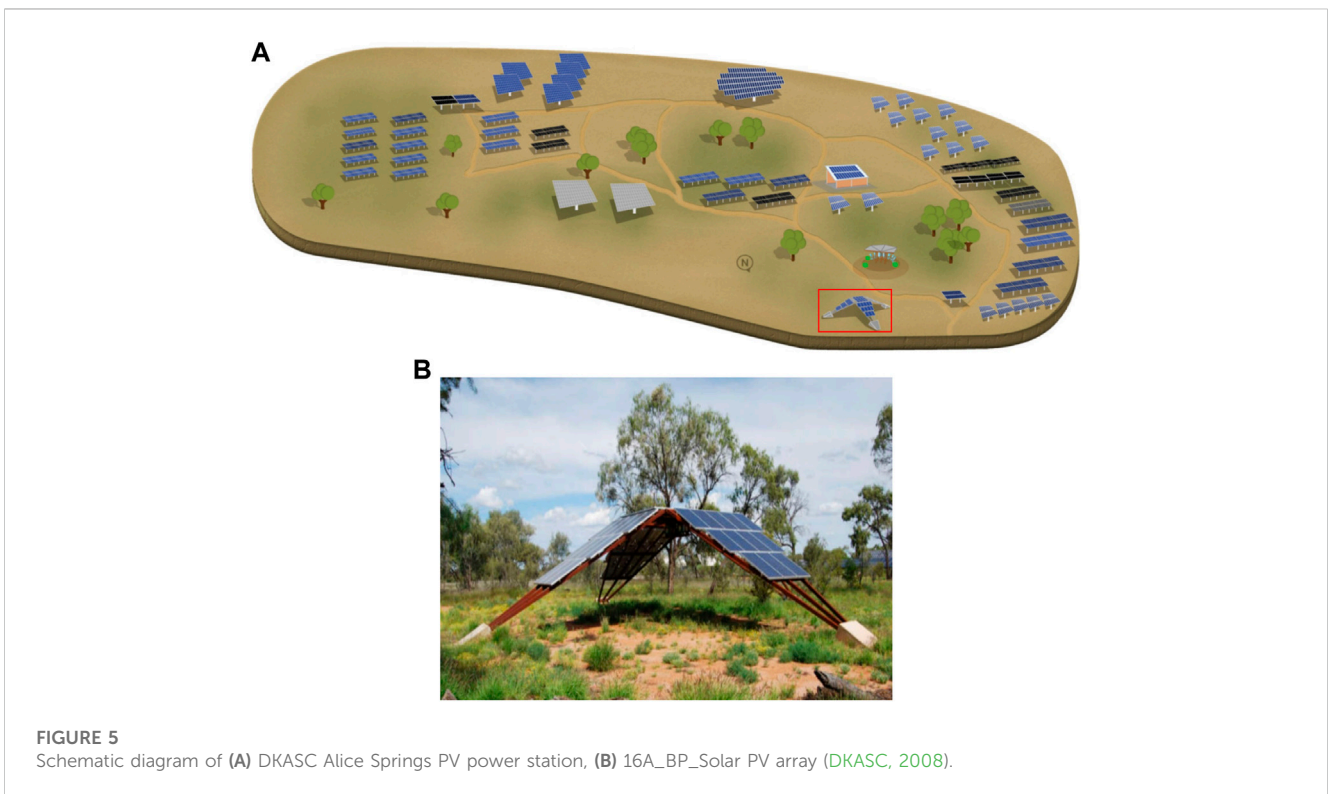 A
N
B
FIGURE 5
Schematic diagram of (A) DKASC Alice Springs PV power station, (B) 16A_BP_Solar PV array (DKASC, 2008).